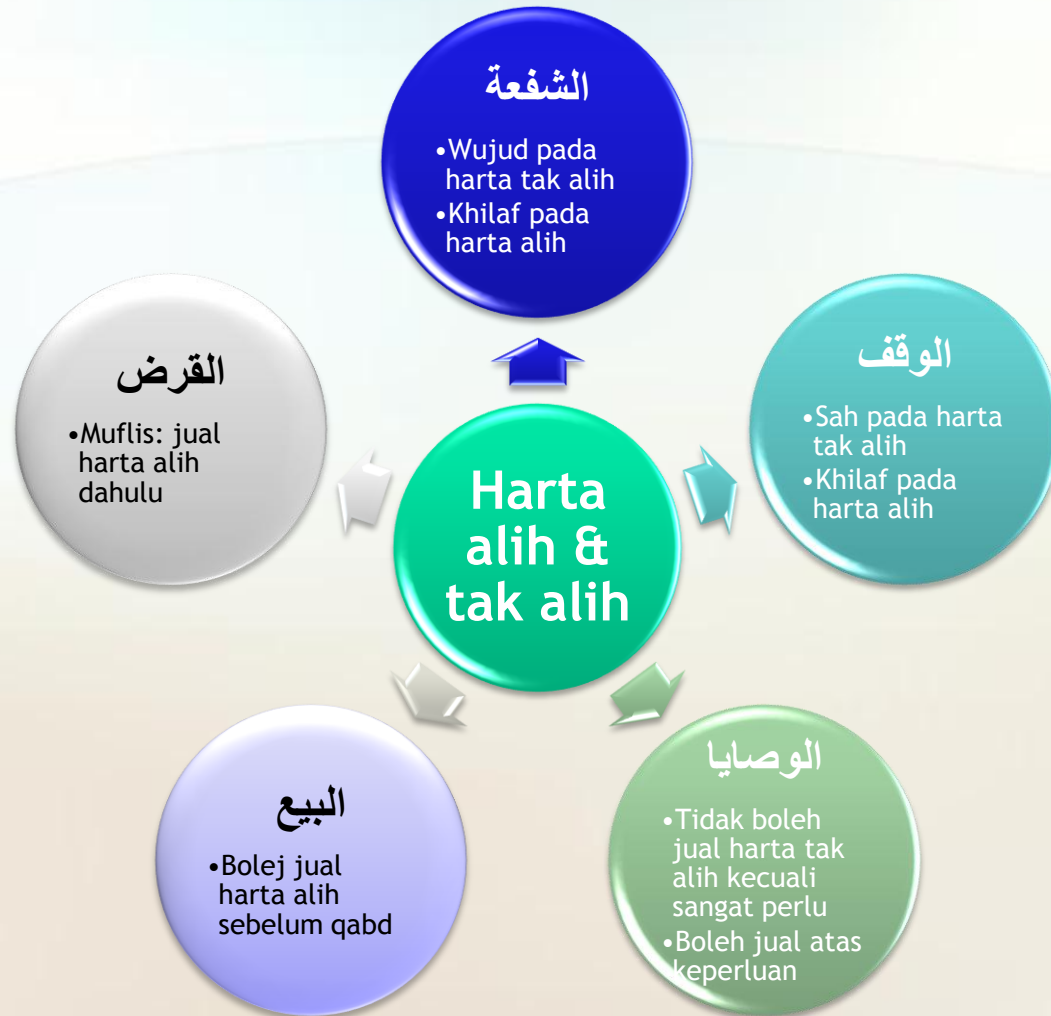 الشفعة
•Wujud pada
harta tak alih
•Khilaf pada
harta alih
الوقف
•Sah pada harta
tak alih
•Khilaf pada
harta alih
الوصايا
•Tidak boleh
jual harta tak
alih kecuali
sangat perlu
•Boleh jual atas
keperluan
البيع
•Bolej jual
harta alih
sebelum qabd
القرض
•Muflis: jual
harta alih
dahulu
Harta
alih &
tak alih